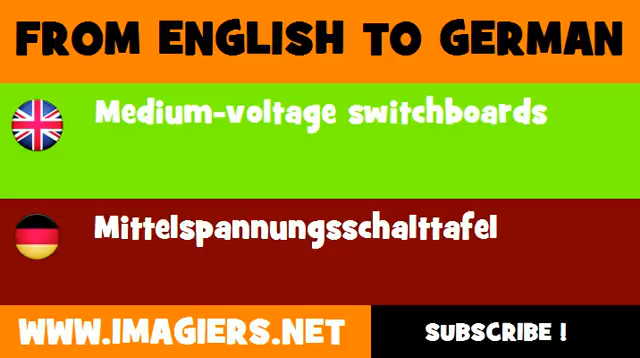 FROM ENGLISH TO GERMAN
Medium-voltage switchboards
Mittelspannungsschalttafel
WWW.IMAGIERS.NET
SUBSCRIBE !